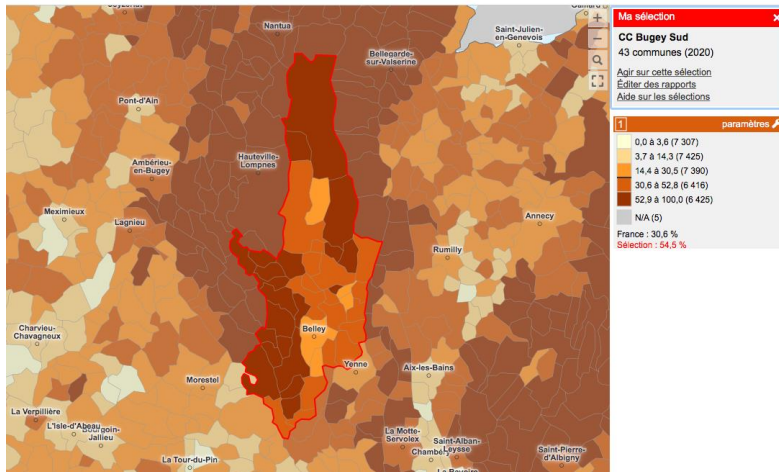 Nantua
Saint-Julien-
en-Genevois
Bellegarde-
sur-Valserine
Pont-d'Ain
Hauteville-
Lompnes
Ambérieu-
en-Bugey
Meximieux
Lagnieu
Annecy
Rumilly
Charvieu-
Chavagneux
Belley
Yenne
Aix-les-Bains
Morestel
La Verpillière
L'Isle-d'Abeau
Bourgoin-
Jallieu
La Tour-du-Pin
La Motte-
Servolex
Saint-Alban-
Leysse
Saint-Pierre-
d'Albigny
+
−
Ma sélection
CC Bugey Sud
43 communes (2020)
Agir sur cette sélection
Éditer des rapports
Aide sur les sélections
1 paramètres
0,0 à 3,6 (7 307)
3,7 à 14,3 (7 425)
14,4 à 30,5 (7 390)
30,6 à 52,8 (6 416)
52,9 à 100,0 (6 425)
N/A (5)
France : 30,6 %
Sélection : 54,5 %